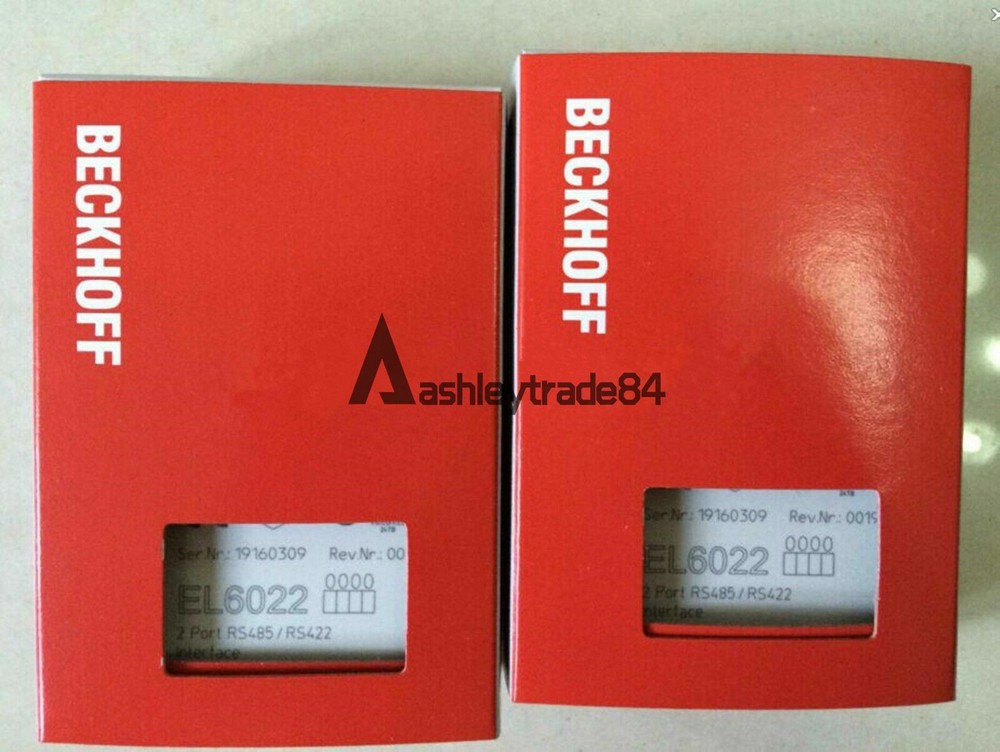 BECKHOFF
Ser.Nr.: 19160309 Rev.Nr.: 00
EL6022 0000
2 Port RS485 / RS422
Interface
BECKHOFF
Ser.Nr.: 19160309 Rev.Nr.: 0015
EL6022 0000
2 Port RS485 / RS422
Interface
Aashleytrade84